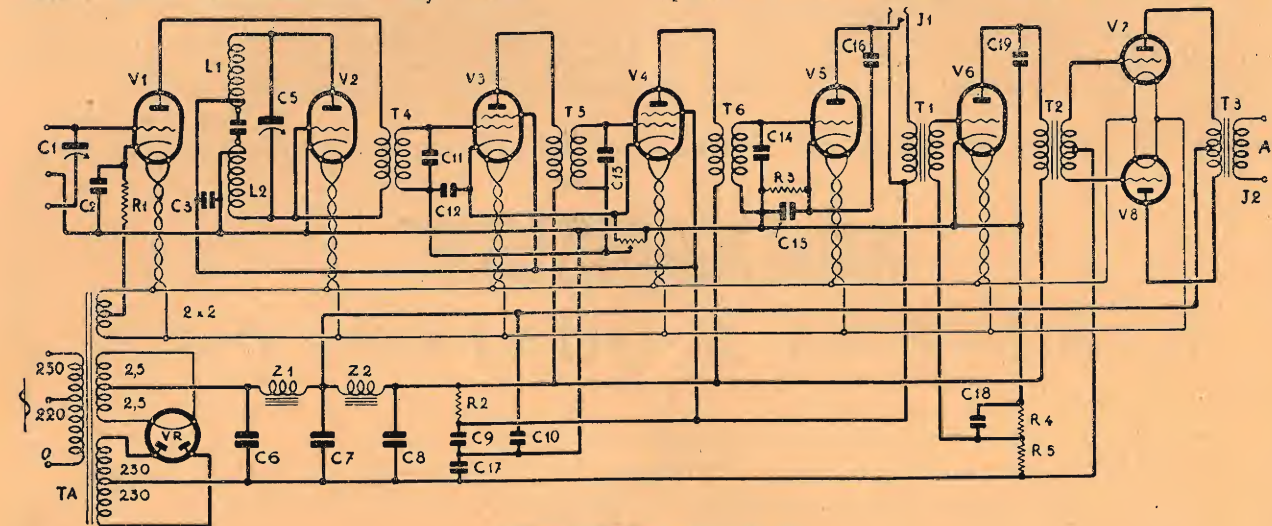 V1
L1
C5
V2
V3
V4
V5
C16
J1
V6
C19
V7
C1
C2
R1
C3
L2
T4
C11
C12
T5
C13
T6
C14
R3
C15
T1
T2
V8
T3
A
J2
2 x 2
230
220
0
2,5
2,5
VR
230
230
TA
Z1
Z2
C6
C7
C8
R2
C9
C17
C10
C18
R4
R5